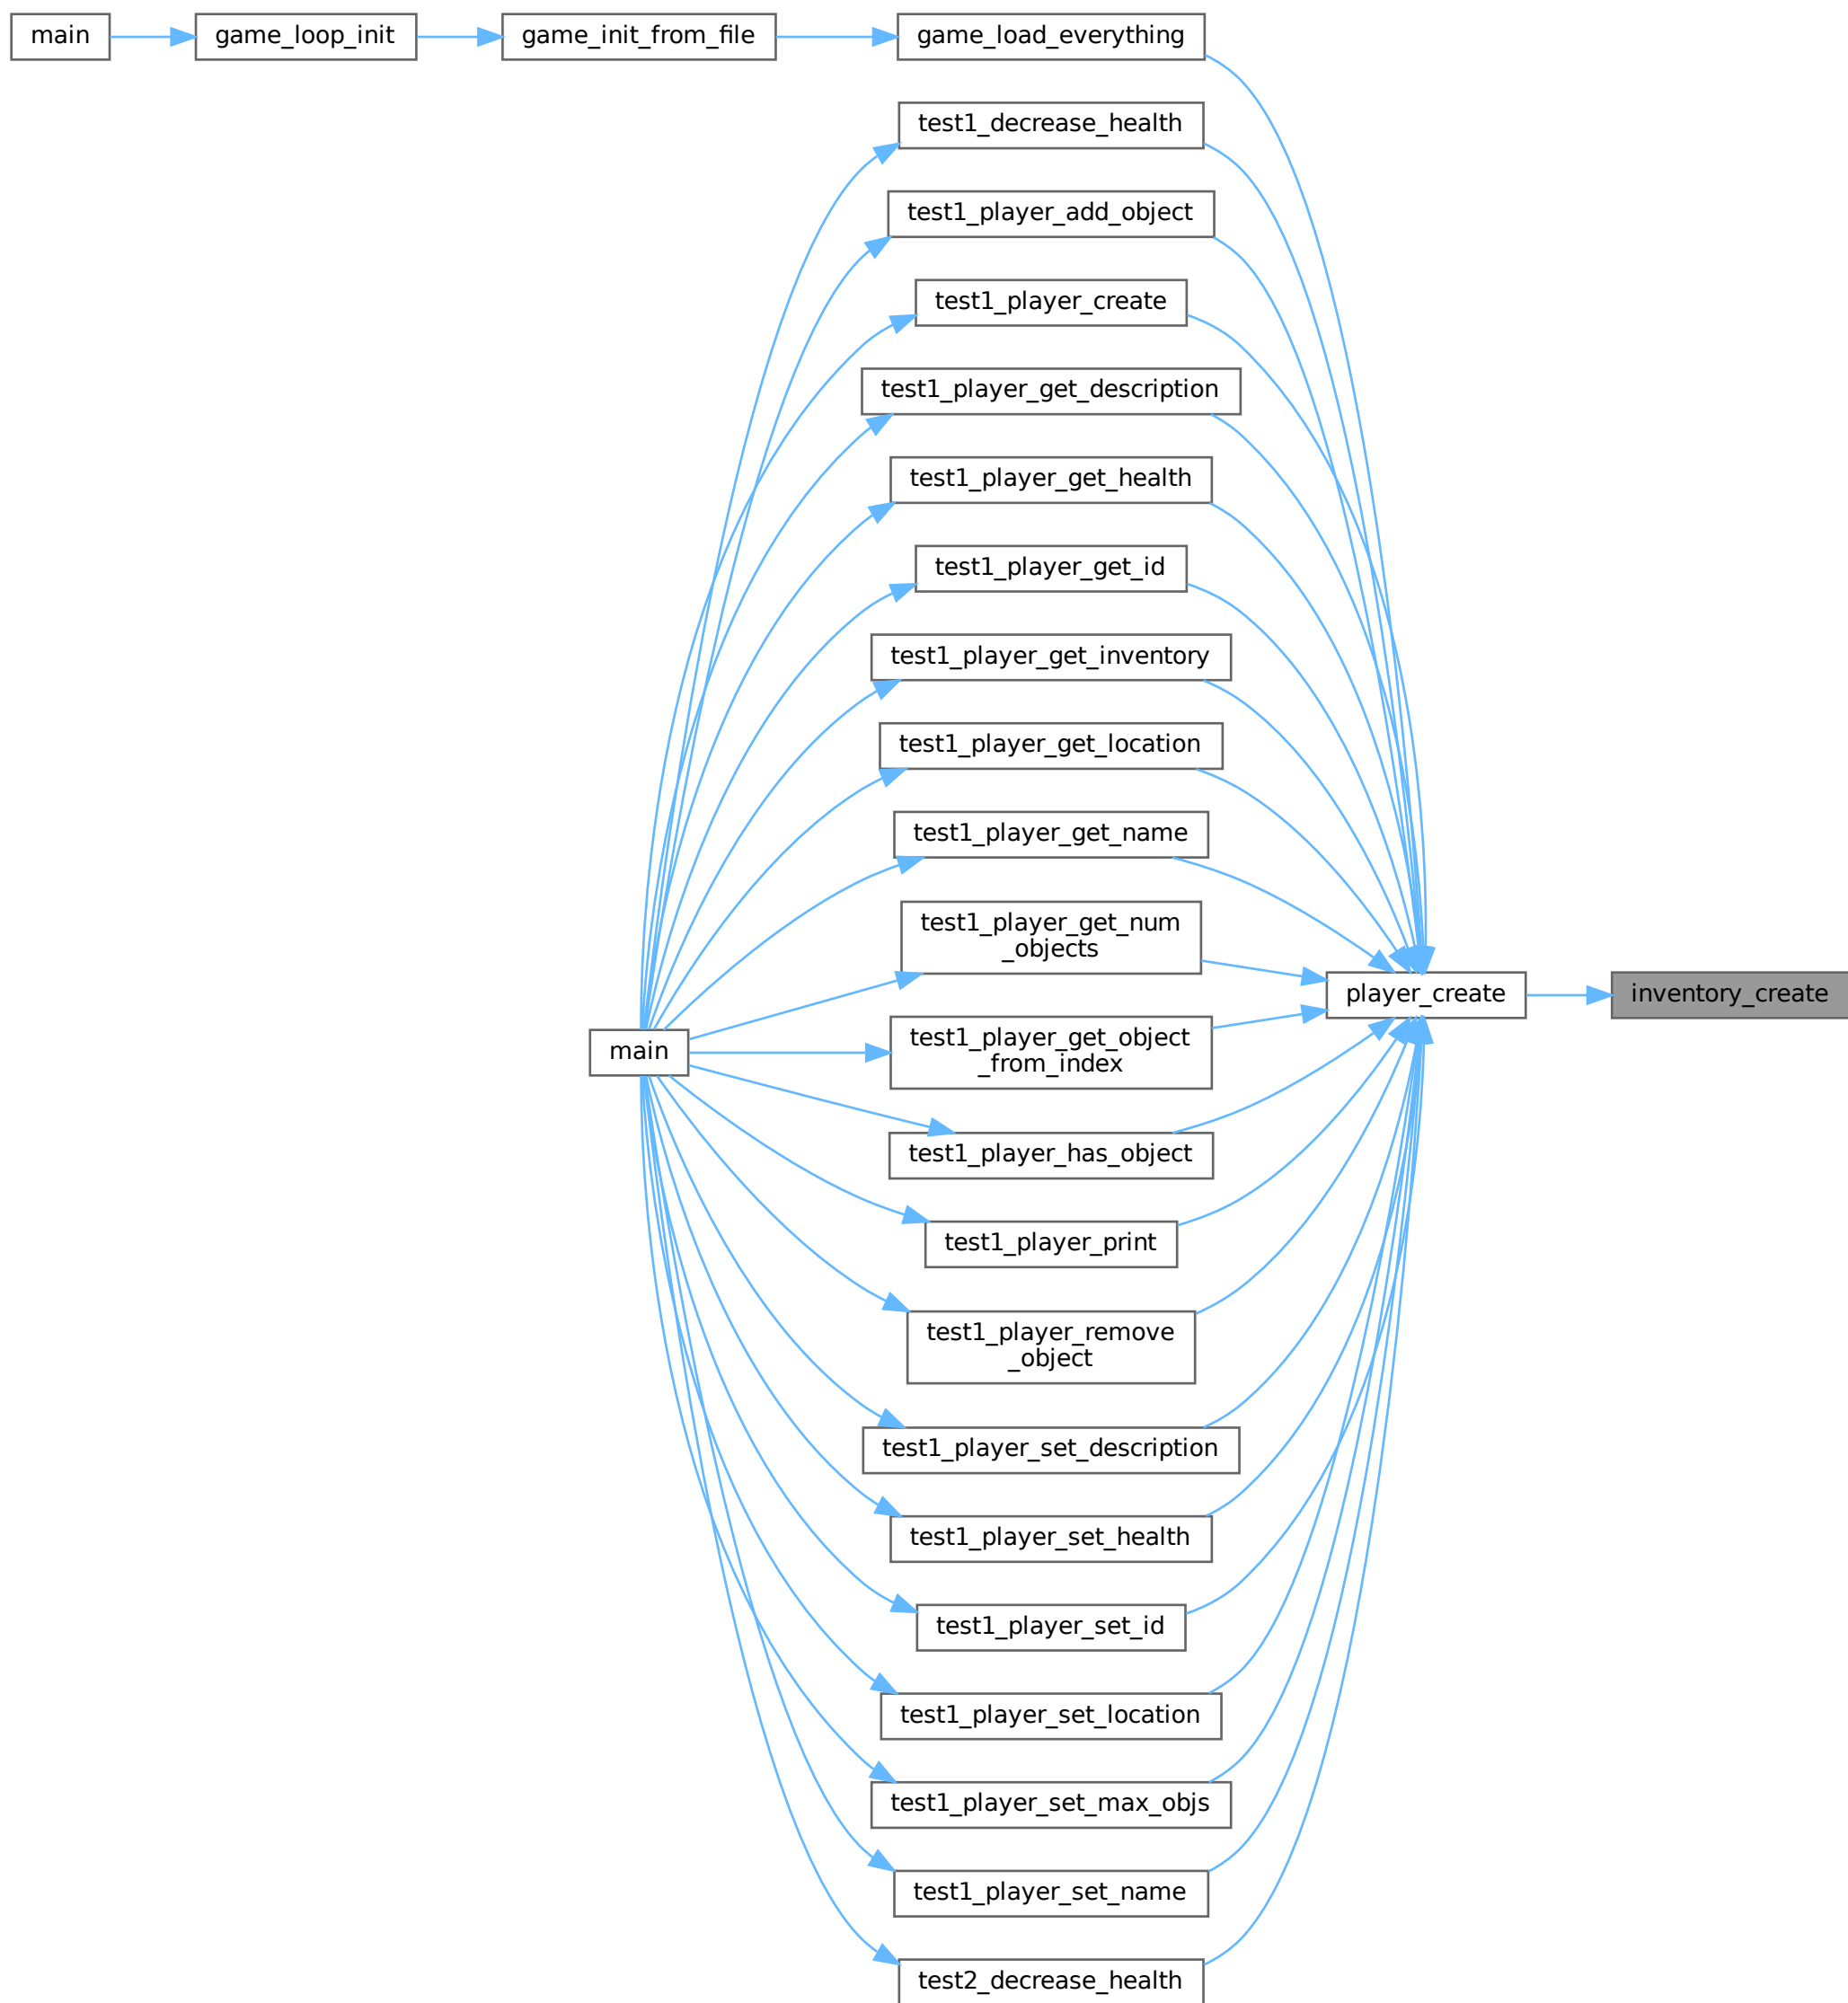 main
game_loop_init
game_init_from_file
game_load_everything
test1_decrease_health
test1_player_add_object
test1_player_create
test1_player_get_description
test1_player_get_health
test1_player_get_id
test1_player_get_inventory
test1_player_get_location
test1_player_get_name
test1_player_get_num
_objects
player_create
inventory_create
main
test1_player_get_object
_from_index
test1_player_has_object
test1_player_print
test1_player_remove
_object
test1_player_set_description
test1_player_set_health
test1_player_set_id
test1_player_set_location
test1_player_set_max_objs
test1_player_set_name
test2_decrease_health